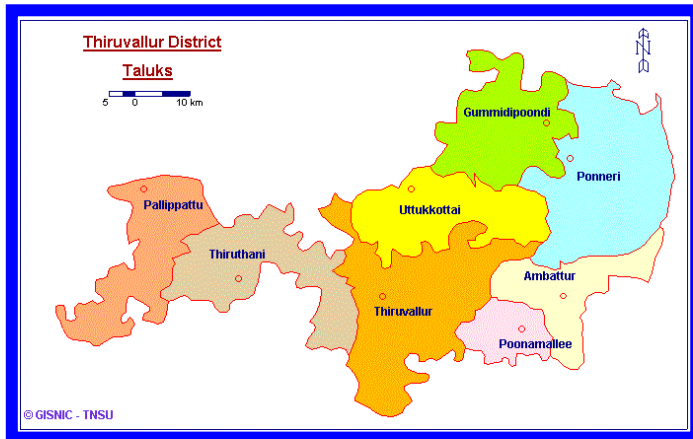 Thiruvallur District
Taluks
5 0 10 km
N
Gummidipoondi
Ponneri
Pallippattu
Uttukkottai
Thiruthani
Ambattur
Thiruvallur
Poonamallee
© GISNIC - TNSU